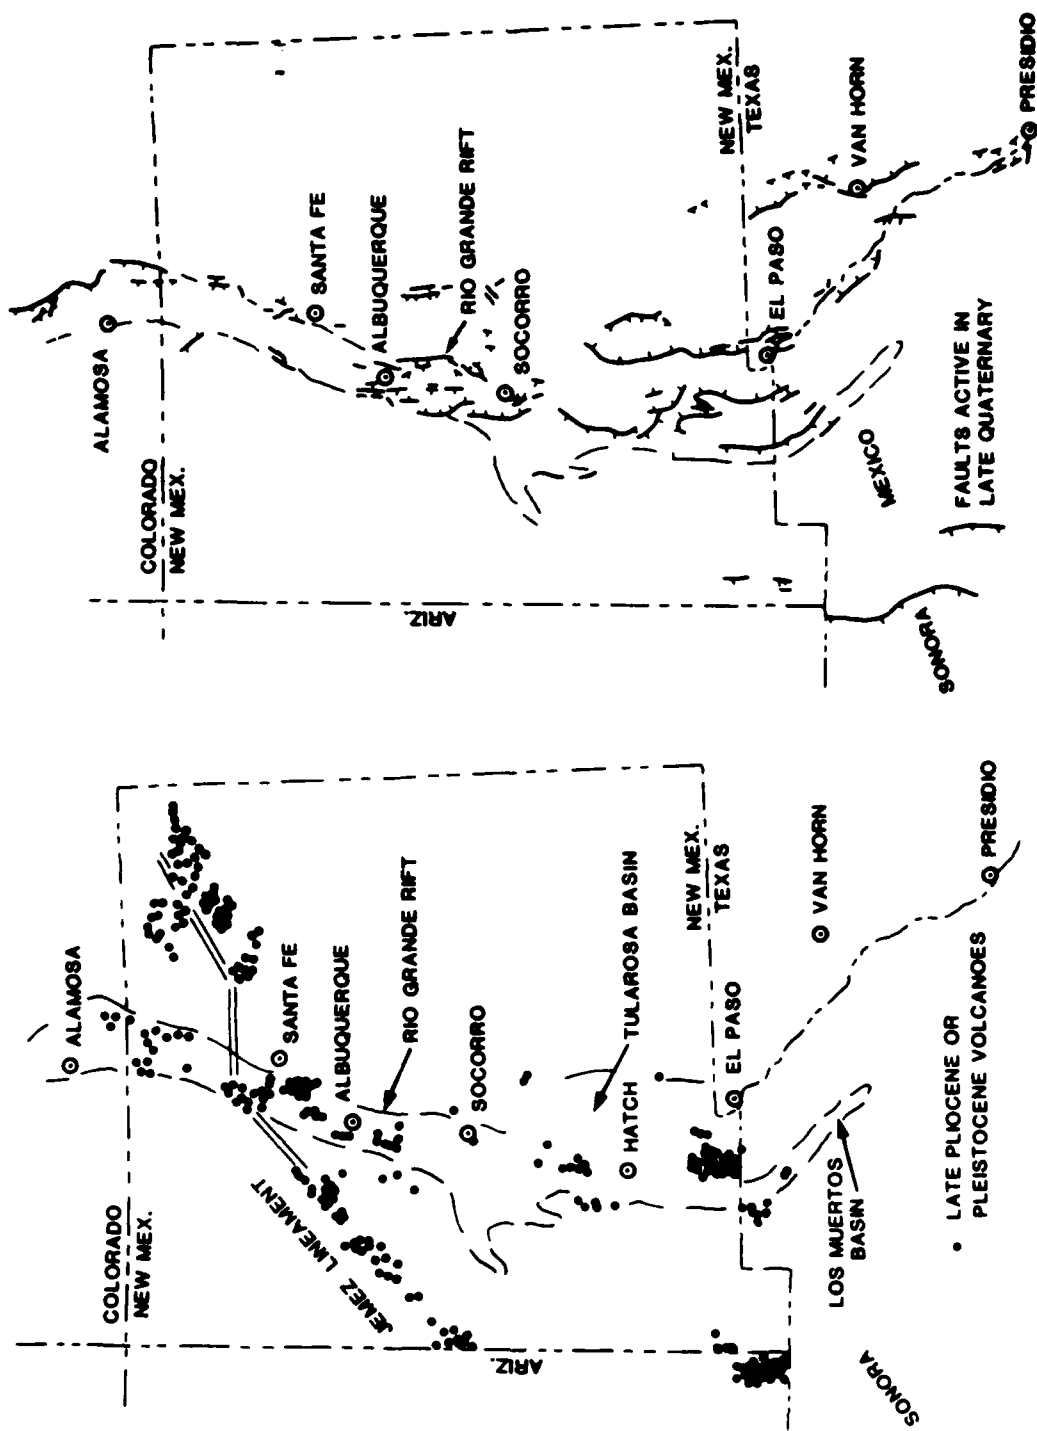 COLORADO
NEW MEX.
ALAMOSA
JEMEZ LINEAMENT
SANTA FE
ALBUQUERQUE
RIO GRANDE RIFT
SOCORRO
ARIZ.
HATCH
TULAROSA BASIN
NEW MEX.
TEXAS
EL PASO
VAN HORN
LOS MUERTOS
BASIN
SONORA
PRESIDIO
• LATE PLIOCENE OR
PLEISTOCENE VOLCANOES
ALAMOSA
COLORADO
NEW MEX.
SANTA FE
ALBUQUERQUE
RIO GRANDE RIFT
SOCORRO
ARIZ.
NEW MEX.
TEXAS
EL PASO
VAN HORN
MEXICO
SONORA
PRESIDIO
FAULTS ACTIVE IN
LATE QUATERNARY